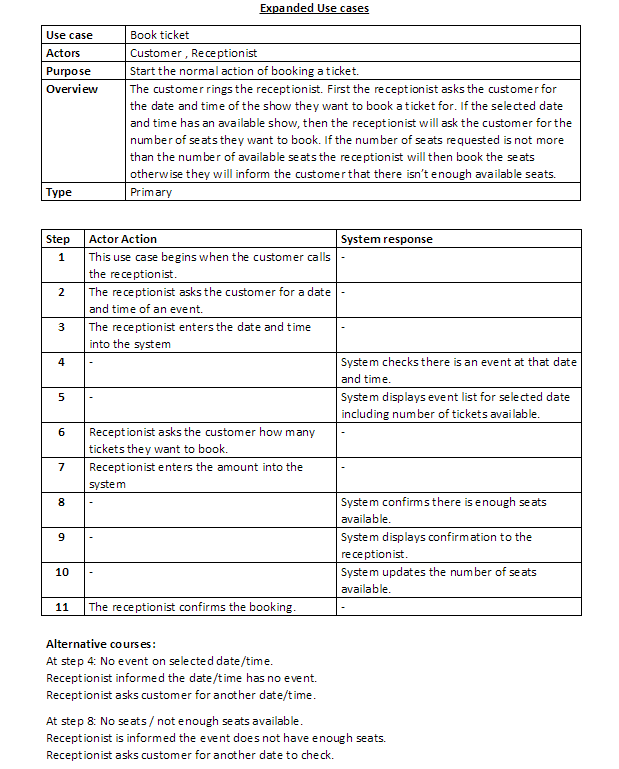 Expanded Use cases
Use case Book ticket
Actors Customer , Receptionist
Purpose Start the normal action of booking a ticket.
Overview The customer rings the receptionist. First the receptionist asks the customer for
the date and time of the show they want to book a ticket for. If the selected date
and time has an available show, then the receptionist will ask the customer for the
number of seats they want to book. If the number of seats requested is not more
than the number of available seats the receptionist will then book the seats
otherwise they will inform the customer that there isn't enough available seats.
Type Primary
Step Actor Action System response
1 This use case begins when the customer calls -
the receptionist.
2 The receptionist asks the customer for a date -
and time of an event.
3 The receptionist enters the date and time -
into the system
4 - System checks there is an event at that date
and time.
5 - System displays event list for selected date
including number of tickets available.
6 Receptionist asks the customer how many -
tickets they want to book.
7 Receptionist enters the amount into the -
system
8 - System confirms there is enough seats
available.
9 - System displays confirmation to the
receptionist.
10 - System updates the number of seats
available.
11 The receptionist confirms the booking. -
Alternative courses:
At step 4: No event on selected date/time.
Receptionist informed the date/time has no event.
Receptionist asks customer for another date/time.
At step 8: No seats / not enough seats available.
Receptionist is informed the event does not have enough seats.
Receptionist asks customer for another date to check.